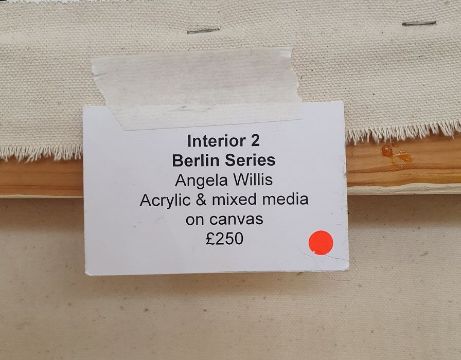 Interior 2
Berlin Series
Angela Willis
Acrylic & mixed media
on canvas
£250